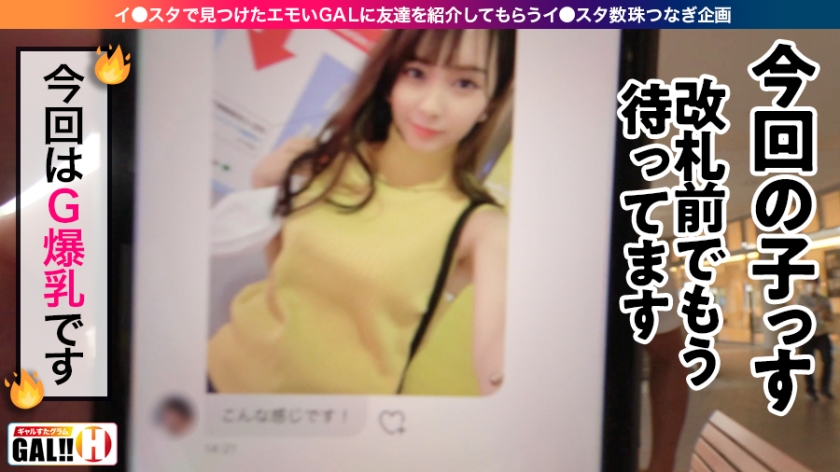 イ●スタで見つけたエモいGALに友達を紹介してもらうイ●スタ数珠つなぎ企画
今回の子っす
改札前でもう
待ってます
今回はG爆乳です
こんな感じです!
14:21
ギャルすたグラム
GAL!!H